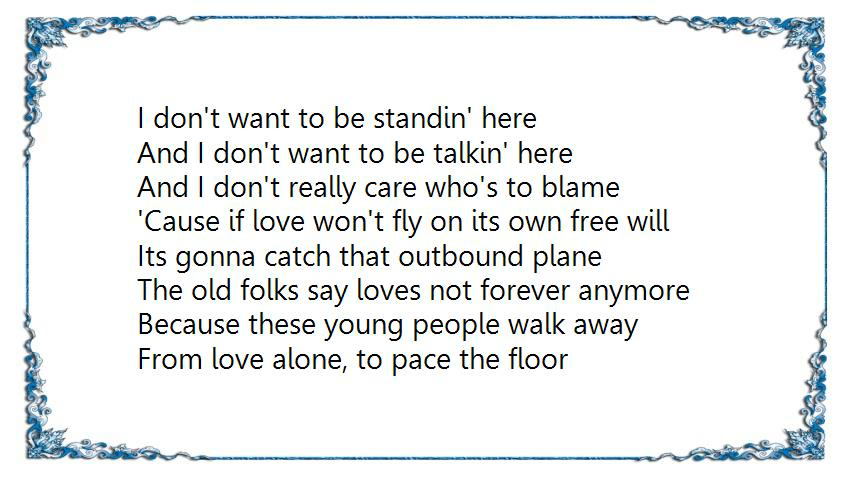 I don't want to be standin' here
And I don't want to be talkin' here
And I don't really care who's to blame
'Cause if love won't fly on its own free will
Its gonna catch that outbound plane
The old folks say loves not forever anymore
Because these young people walk away
From love alone, to pace the floor